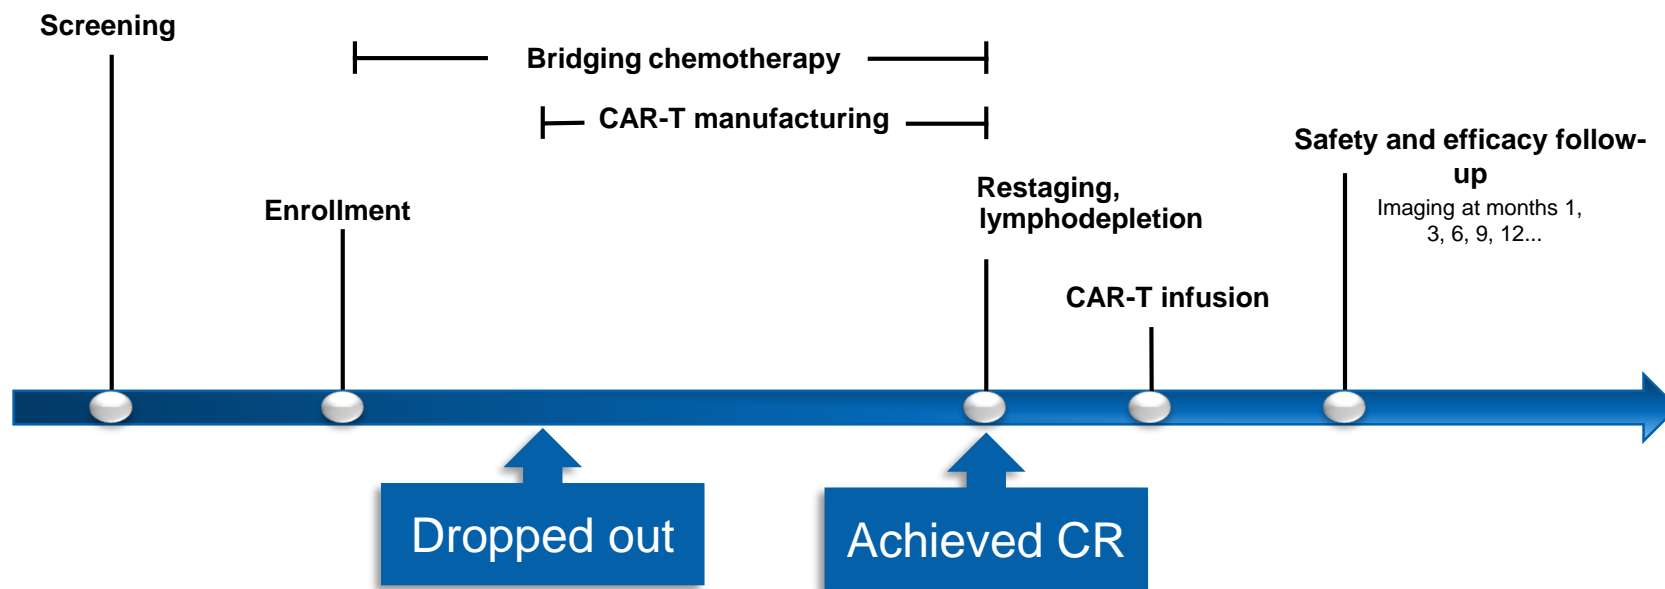 Screening
Bridging chemotherapy
CAR-T manufacturing
Safety and efficacy follow-
up
Imaging at months 1,
3, 6, 9, 12...
Restaging,
lymphodepletion
Enrollment
CAR-T infusion
Dropped out
Achieved CR